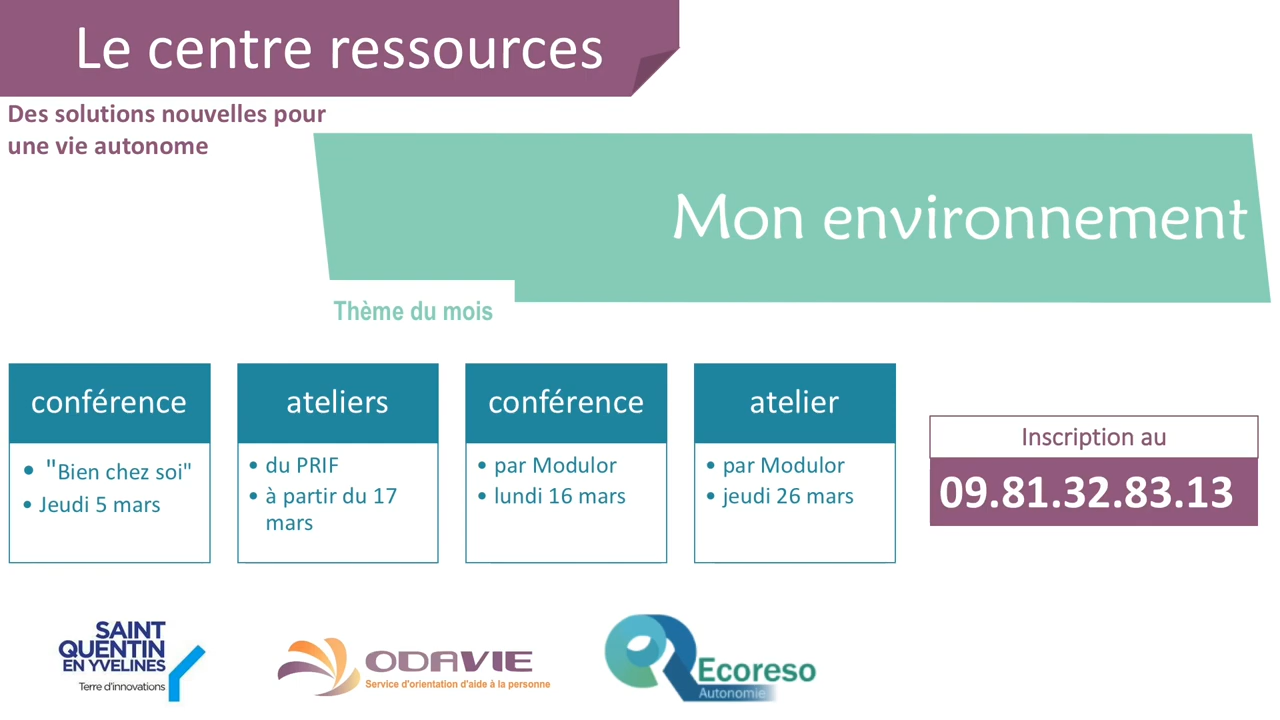 Le centre ressources
Des solutions nouvelles pour
une vie autonome
Mon environnement
Thème du mois
conférence
• "Bien chez soi"
• Jeudi 5 mars
ateliers
• du PRIF
• à partir du 17
mars
conférence
• par Modulor
• lundi 16 mars
atelier
• par Modulor
• jeudi 26 mars
Inscription au
09.81.32.83.13
SAINT
QUENTIN
EN YVELINES
Terre d'innovations
ODAVIE
Service d'orientation d'aide à la personne
Ecoreso
Autonomie